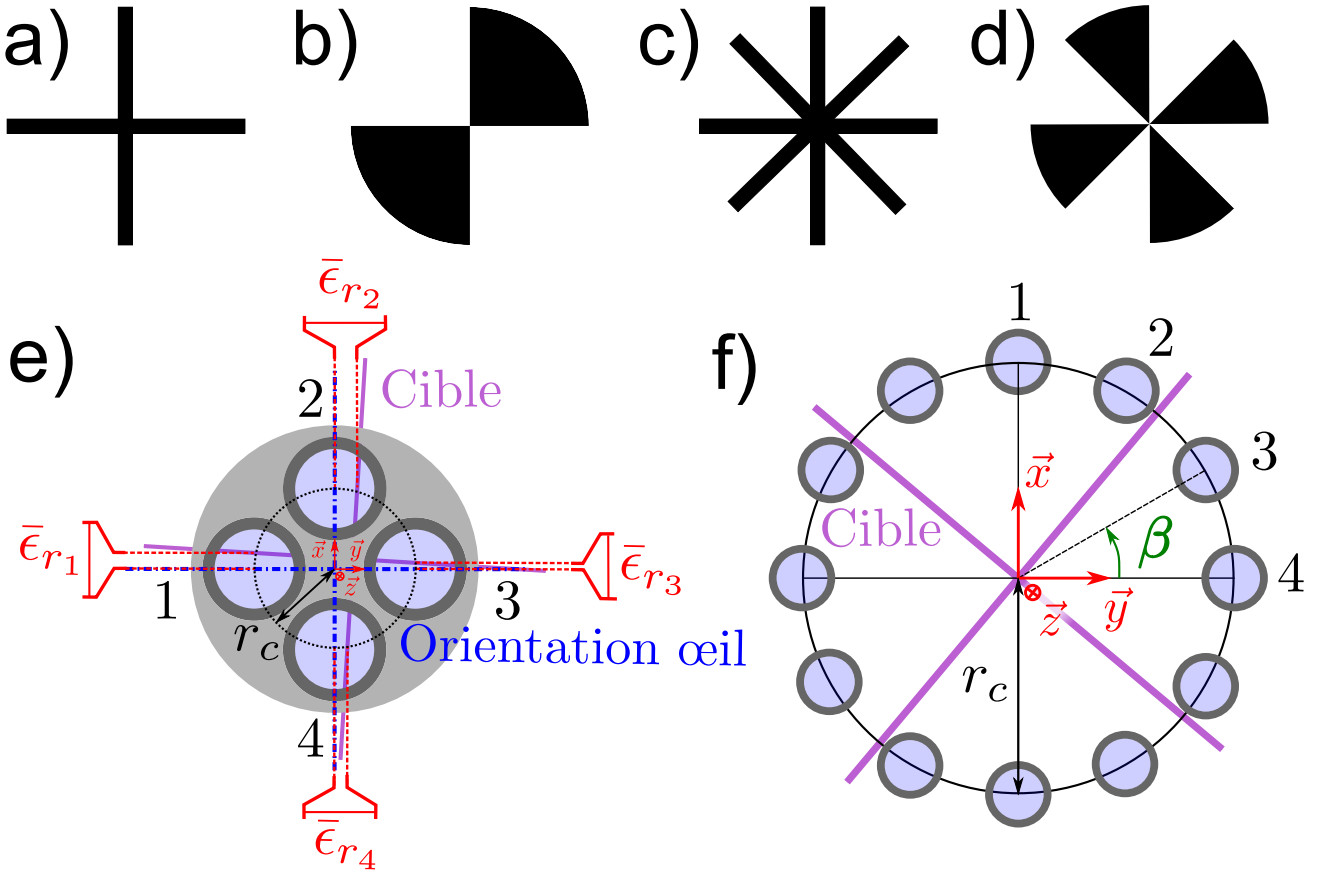 a)
b)
c)
d)
e)
ε̄r2
Cible
2
ε̄r1
1
x⃗
y⃗
z⃗
rc
ε̄r3
3
Orientation œil
4
ε̄r4
f)
1
2
3
x⃗
Cible
β
y⃗
z⃗
4
rc